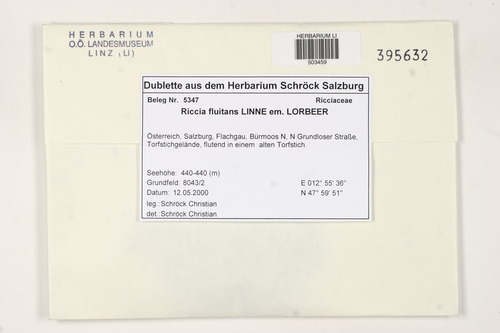 HERBARIUM
O.Ö. LANDESMUSEUM
LINZ (LI)
HERBARIUM LI
503459
395632
Dublette aus dem Herbarium Schröck Salzburg
Beleg Nr. 5347 Ricciaceae
Riccia fluitans LINNE em. LORBEER
Österreich, Salzburg, Flachgau, Bürmoos N, N Grundloser Straße,
Torfstichgelände, flutend in einem alten Torfstich.
Seehöhe: 440-440 (m)
Grundfeld: 8043/2 E 012° 55' 36"
Datum: 12.05.2000 N 47° 59' 51"
leg. Schröck Christian
det. Schröck Christian